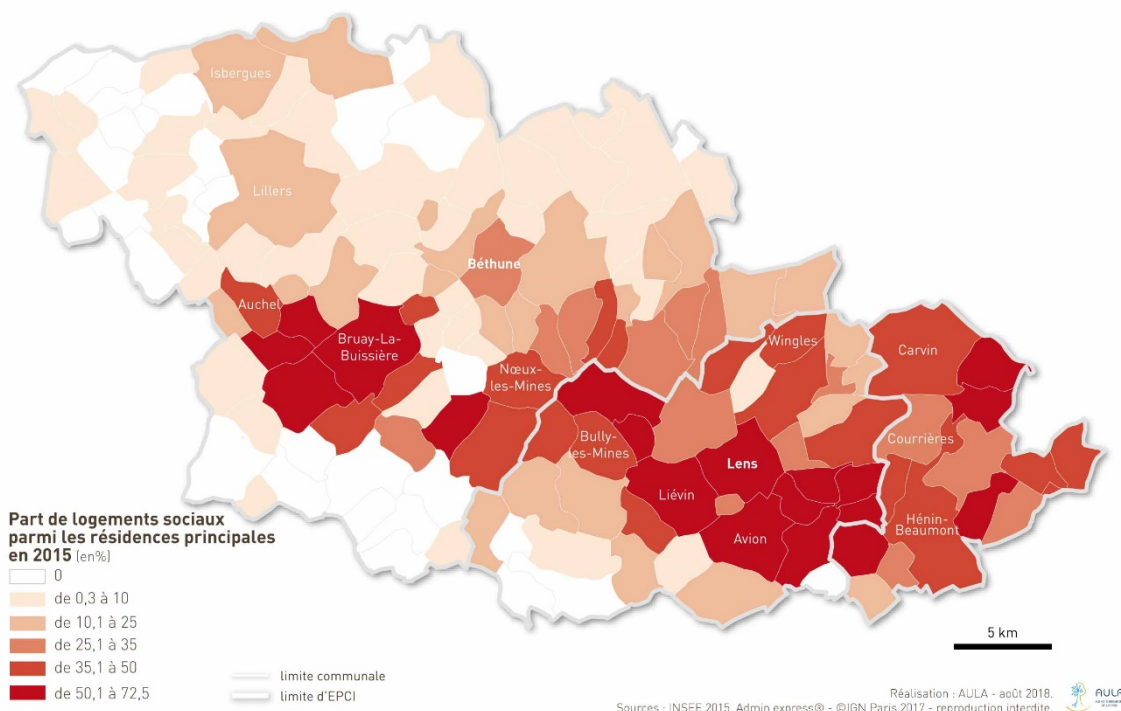 Isbergues
Lillers
Béthune
Auchel
Bruay-La-
Buissière
Nœux-
les-Mines
Wingles
Carvin
Bully-
les-Mines
Courrières
Lens
Liévin
Hénin-
Beaumont
Avion
Part de logements sociaux
parmi les résidences principales
en 2015 (en%)
0
de 0,3 à 10
de 10,1 à 25
de 25,1 à 35
de 35,1 à 50
de 50,1 à 72,5
limite communale
limite d'EPCI
5 km
Réalisation : AULA - août 2018.
Sources : INSEE 2015, Admin express® - ©IGN Paris 2017 - reproduction interdite.
AULA